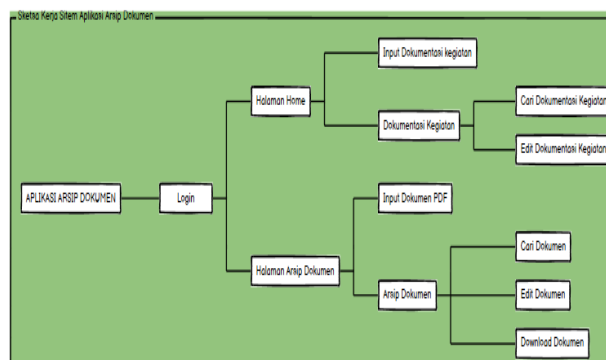 Sketsa Kerja Sitem Aplikasi Arsip Dokumen
Input Dokumentasi kegiatan
Halaman Home
Cari Dokumentasi Kegiatan
Dokumentasi Kegiatan
Edit Dokumentasi Kegiatan
APLIKASI ARSIP DOKUMEN
Login
Input Dokumen PDF
Cari Dokumen
Halaman Arsip Dokumen
Arsip Dokumen
Edit Dokumen
Download Dokumen